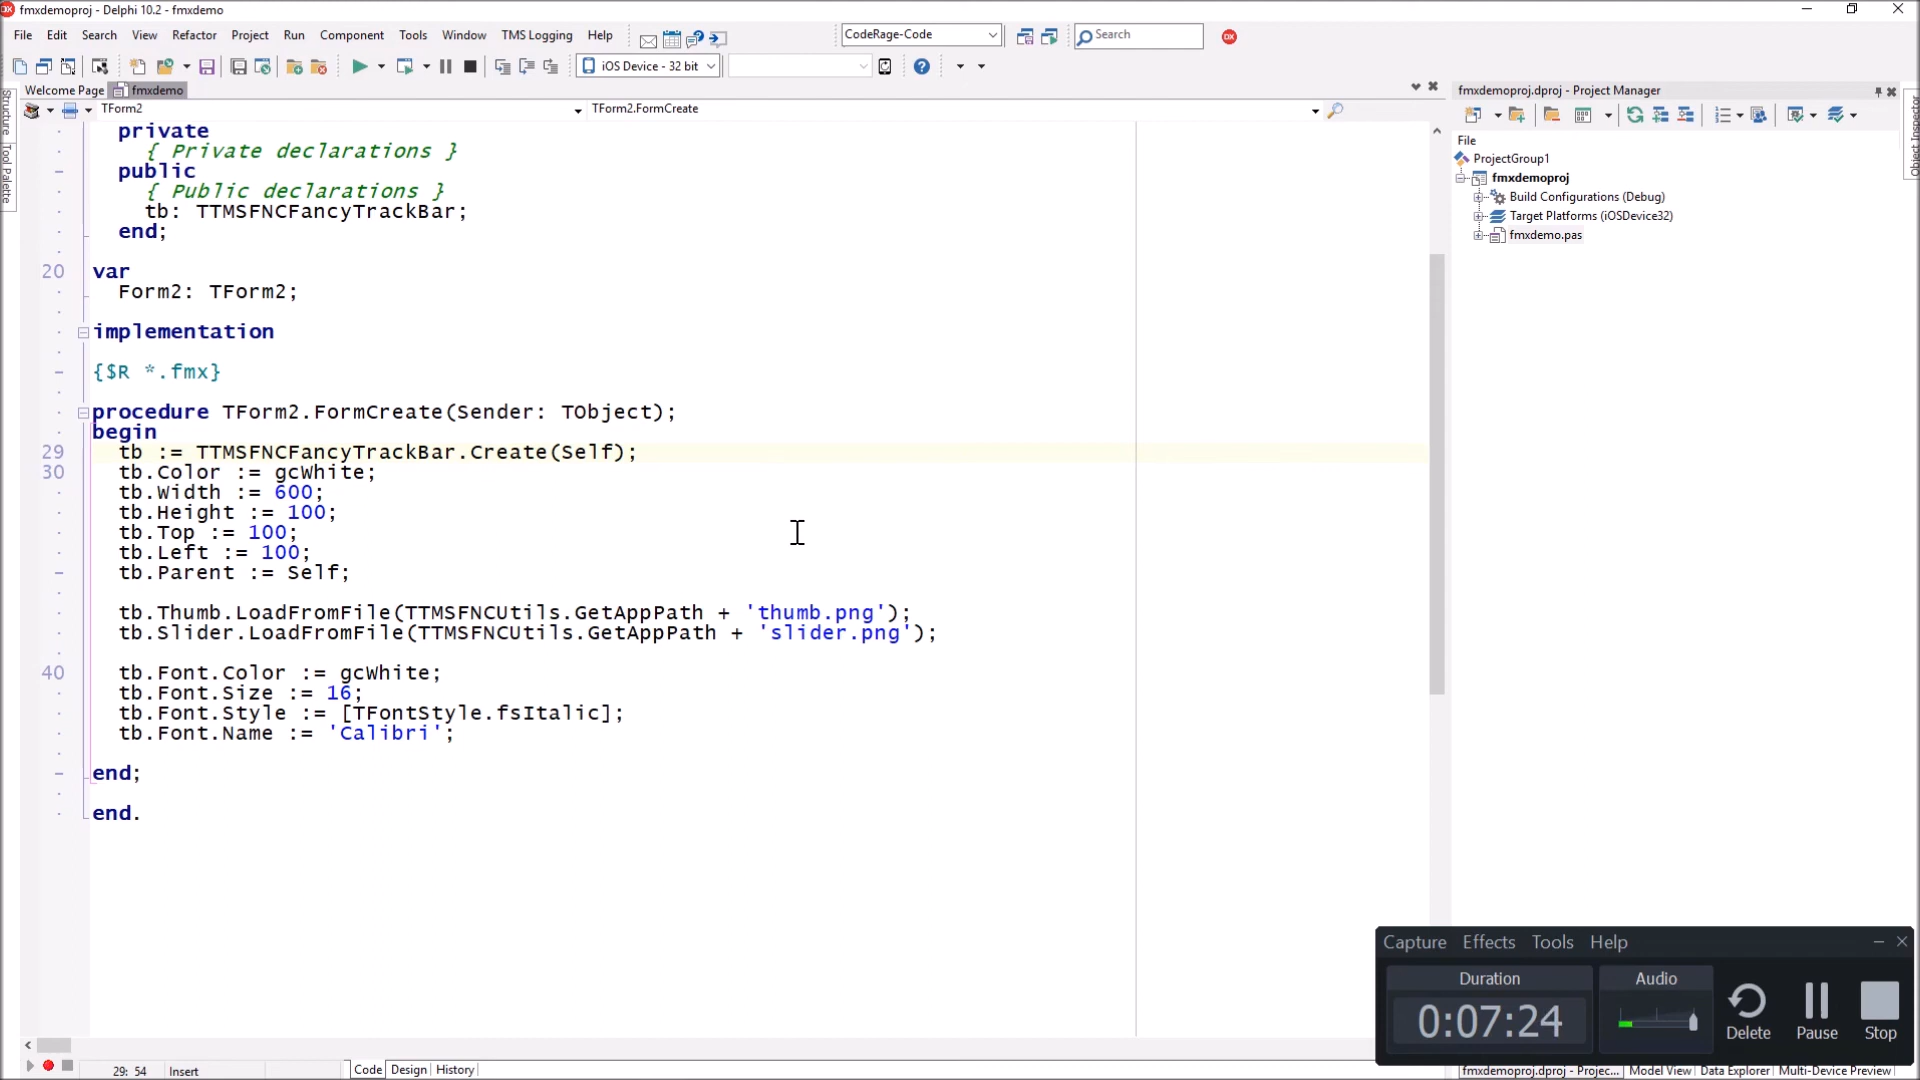 fmxdemoproj - Delphi 10.2 - fmxdemo
File Edit Search View Refactor Project Run Component Tools Window TMS Logging Help
CodeRage-Code
Search
iOS Device - 32 bit
Welcome Page fmxdemo
TForm2
TForm2.FormCreate
Structure
Tool Palette
private
{ Private declarations }
public
{ Public declarations }
tb: TTMSFNCFancyTrackBar;
end;
20
var
Form2: TForm2;
implementation
{$R *.fmx}
procedure TForm2.FormCreate(Sender: TObject);
begin
29
tb := TTMSFNCFancyTrackBar.Create(Self);
30
tb.Color := gcWhite;
tb.Width := 600;
tb.Height := 100;
tb.Top := 100;
tb.Left := 100;
tb.Parent := Self;
tb.Thumb.LoadFromFile(TTMSFNCUtils.GetAppPath + 'thumb.png');
tb.Slider.LoadFromFile(TTMSFNCUtils.GetAppPath + 'slider.png');
40
tb.Font.Color := gcWhite;
tb.Font.Size := 16;
tb.Font.Style := [TFontStyle.fsItalic];
tb.Font.Name := 'Calibri';
end;
end.
29: 54
Insert
Code Design History
fmxdemoproj.dproj - Project Manager
File
ProjectGroup1
fmxdemoproj
Build Configurations (Debug)
Target Platforms (iOSDevice32)
fmxdemo.pas
Object Inspector
Capture Effects Tools Help
Duration
0:07:24
Audio
Delete
Pause
Stop
fmxdemoproj.dproj - Projec... Model View Data Explorer Multi-Device Preview